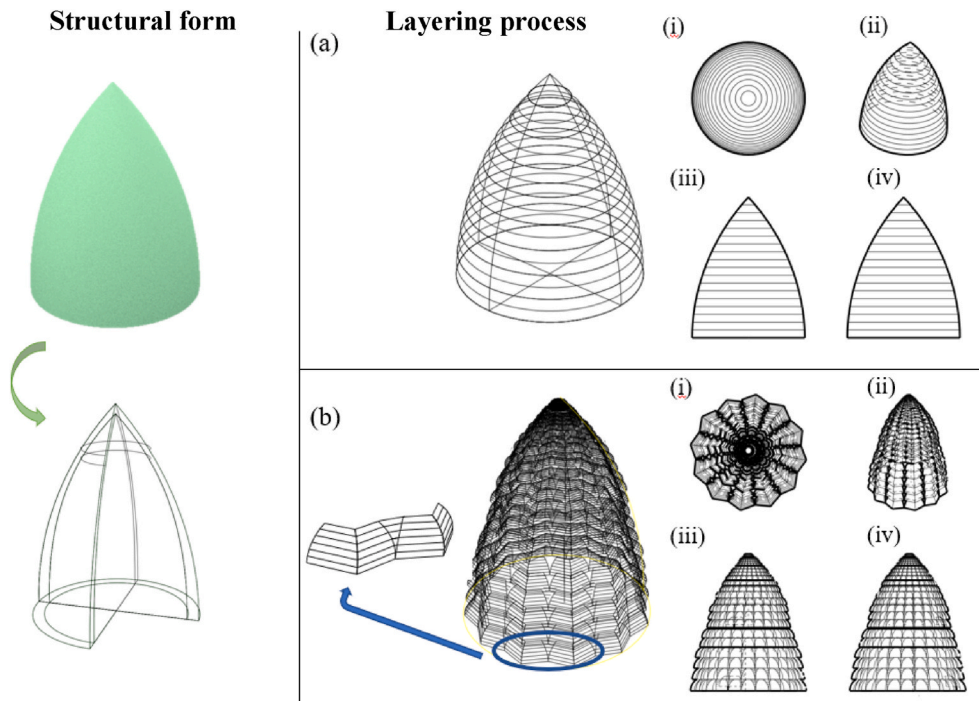 Structural form
Layering process
(a)
(i)
(ii)
(iii)
(iv)
(b)
(i)
(ii)
(iii)
(iv)